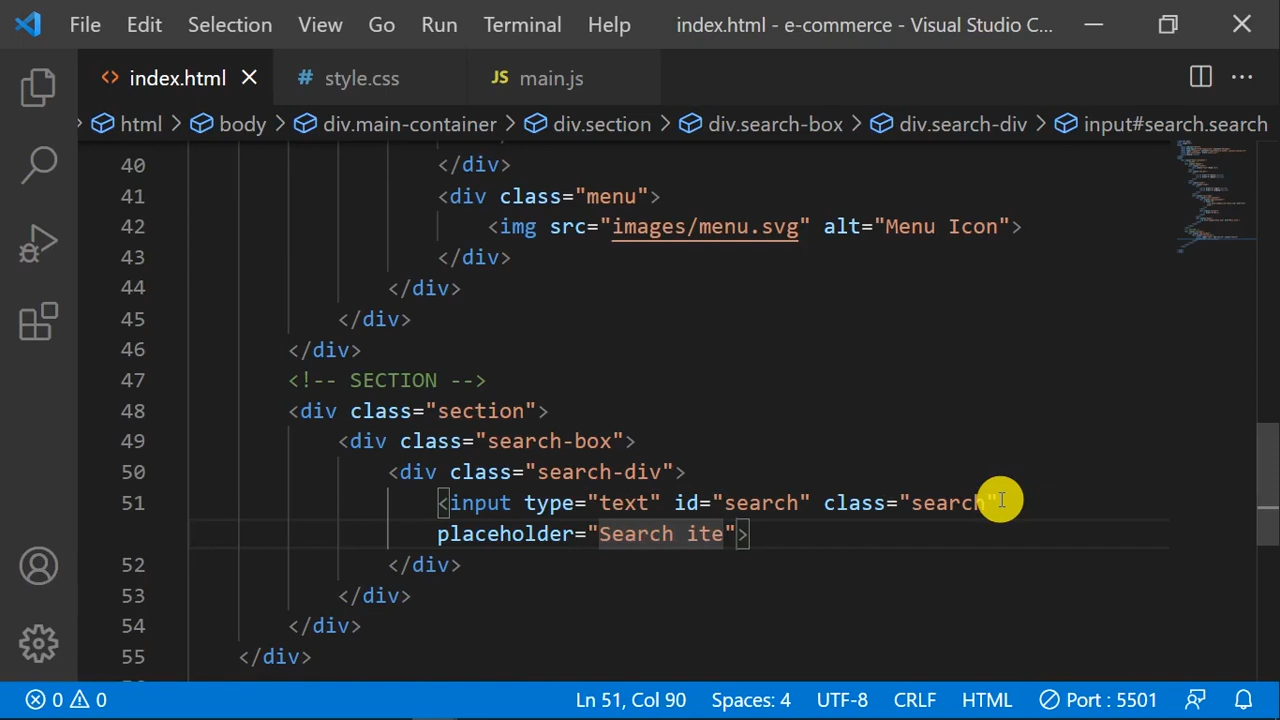 File Edit Selection View Go Run Terminal Help index.html - e-commerce - Visual Studio C...
index.html style.css JS main.js
html > body > div.main-container > div.section > div.search-box > div.search-div > input#search.search
40 </div>
41 <div class="menu">
42 <img src="images/menu.svg" alt="Menu Icon">
43 </div>
44 </div>
45 </div>
46 </div>
47 <!-- SECTION -->
48 <div class="section">
49 <div class="search-box">
50 <div class="search-div">
51 <input type="text" id="search" class="search"
placeholder="Search ite">
52 </div>
53 </div>
54 </div>
55 </div>
0 0 Ln 51, Col 90 Spaces: 4 UTF-8 CRLF HTML Port : 5501